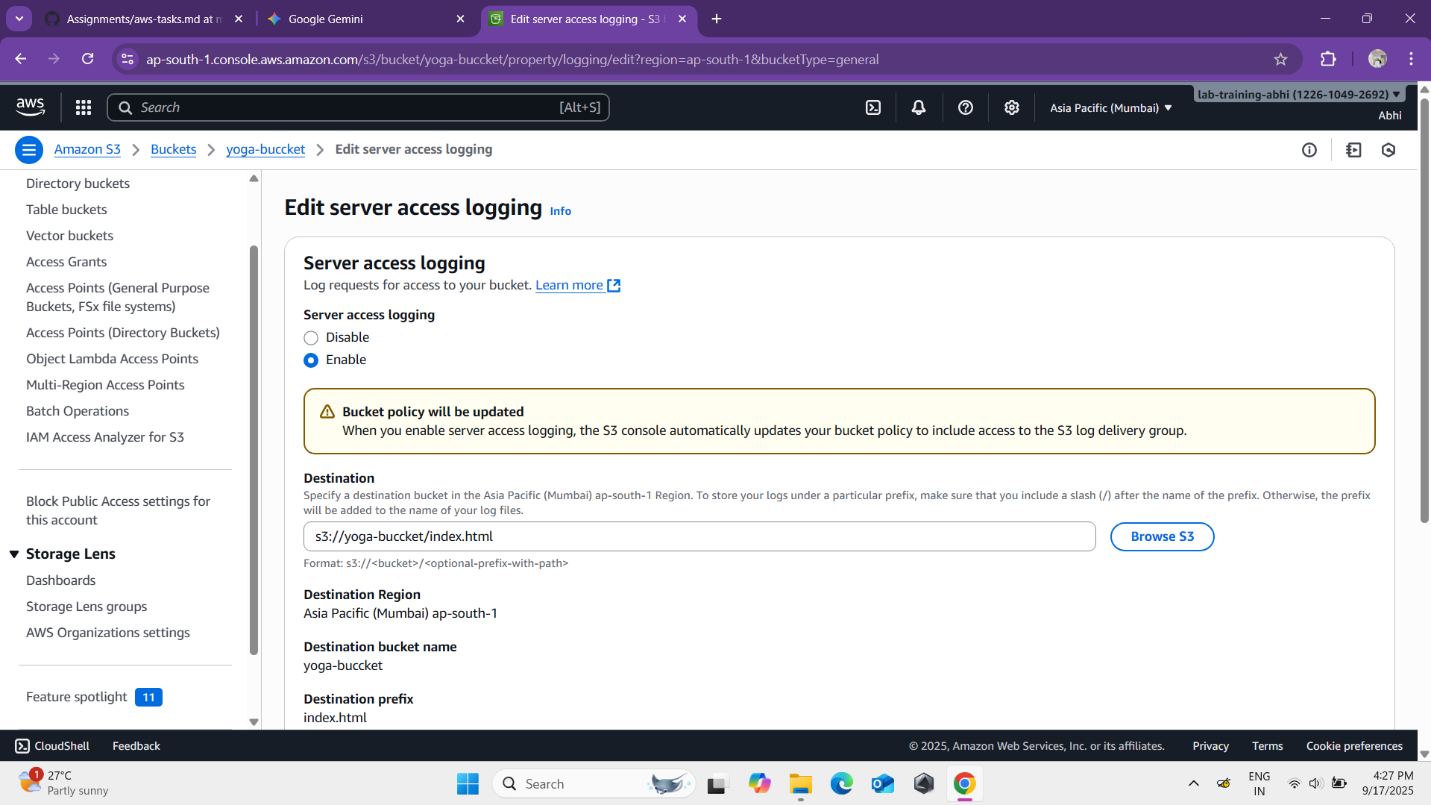 Assignments/aws-tasks.md at n
Google Gemini
Edit server access logging - S3
ap-south-1.console.aws.amazon.com/s3/bucket/yoga-buccket/property/logging/edit?region=ap-south-1&bucketType=general
aws
Search
[Alt+S]
Asia Pacific (Mumbai)
lab-training-abhi (1226-1049-2692)
Abhi
Amazon S3
Buckets
yoga-buccket
Edit server access logging
Directory buckets
Table buckets
Vector buckets
Access Grants
Access Points (General Purpose
Buckets, FSx file systems)
Access Points (Directory Buckets)
Object Lambda Access Points
Multi-Region Access Points
Batch Operations
IAM Access Analyzer for S3
Block Public Access settings for
this account
Storage Lens
Dashboards
Storage Lens groups
AWS Organizations settings
Feature spotlight 11
Edit server access logging Info
Server access logging
Log requests for access to your bucket. Learn more
Server access logging
Disable
Enable
Bucket policy will be updated
When you enable server access logging, the S3 console automatically updates your bucket policy to include access to the S3 log delivery group.
Destination
Specify a destination bucket in the Asia Pacific (Mumbai) ap-south-1 Region. To store your logs under a particular prefix, make sure that you include a slash (/) after the name of the prefix. Otherwise, the prefix
will be added to the name of your log files.
s3://yoga-buccket/index.html
Browse S3
Format: s3://<bucket>/<optional-prefix-with-path>
Destination Region
Asia Pacific (Mumbai) ap-south-1
Destination bucket name
yoga-buccket
Destination prefix
index.html
CloudShell
Feedback
© 2025, Amazon Web Services, Inc. or its affiliates.
Privacy
Terms
Cookie preferences
1
27°C
Partly sunny
Search
ENG
IN
4:27 PM
9/17/2025